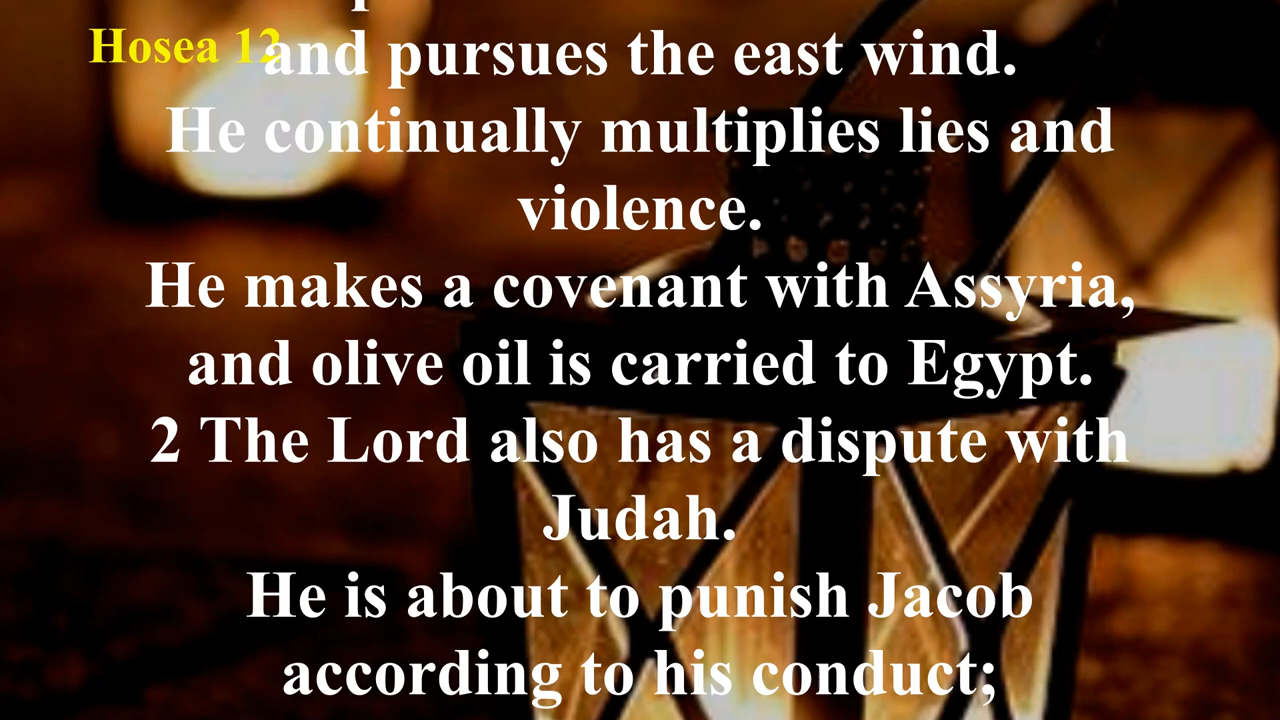 Hosea 12
and pursues the east wind.
He continually multiplies lies and
violence.
He makes a covenant with Assyria,
and olive oil is carried to Egypt.
2 The Lord also has a dispute with
Judah.
He is about to punish Jacob
according to his conduct;